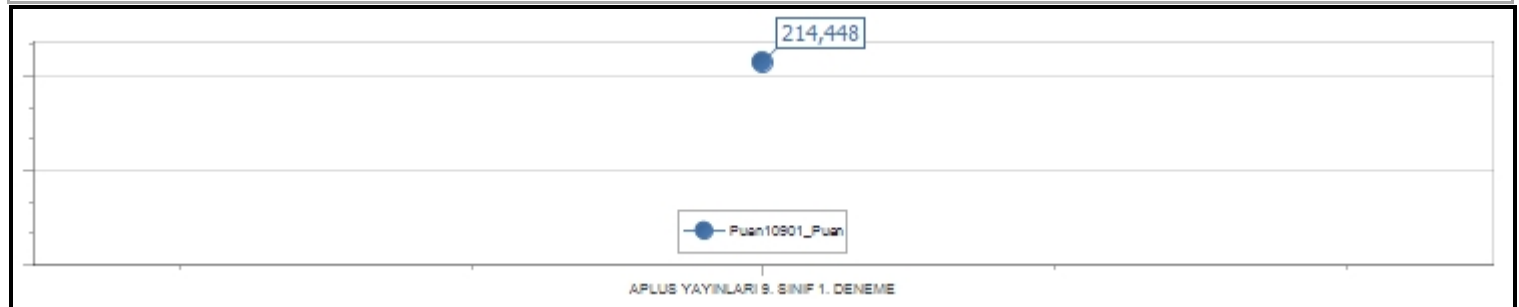 214,448
Puan10901_Puan
APLUS YAYINLARI 9. SINIF 1. DENEME